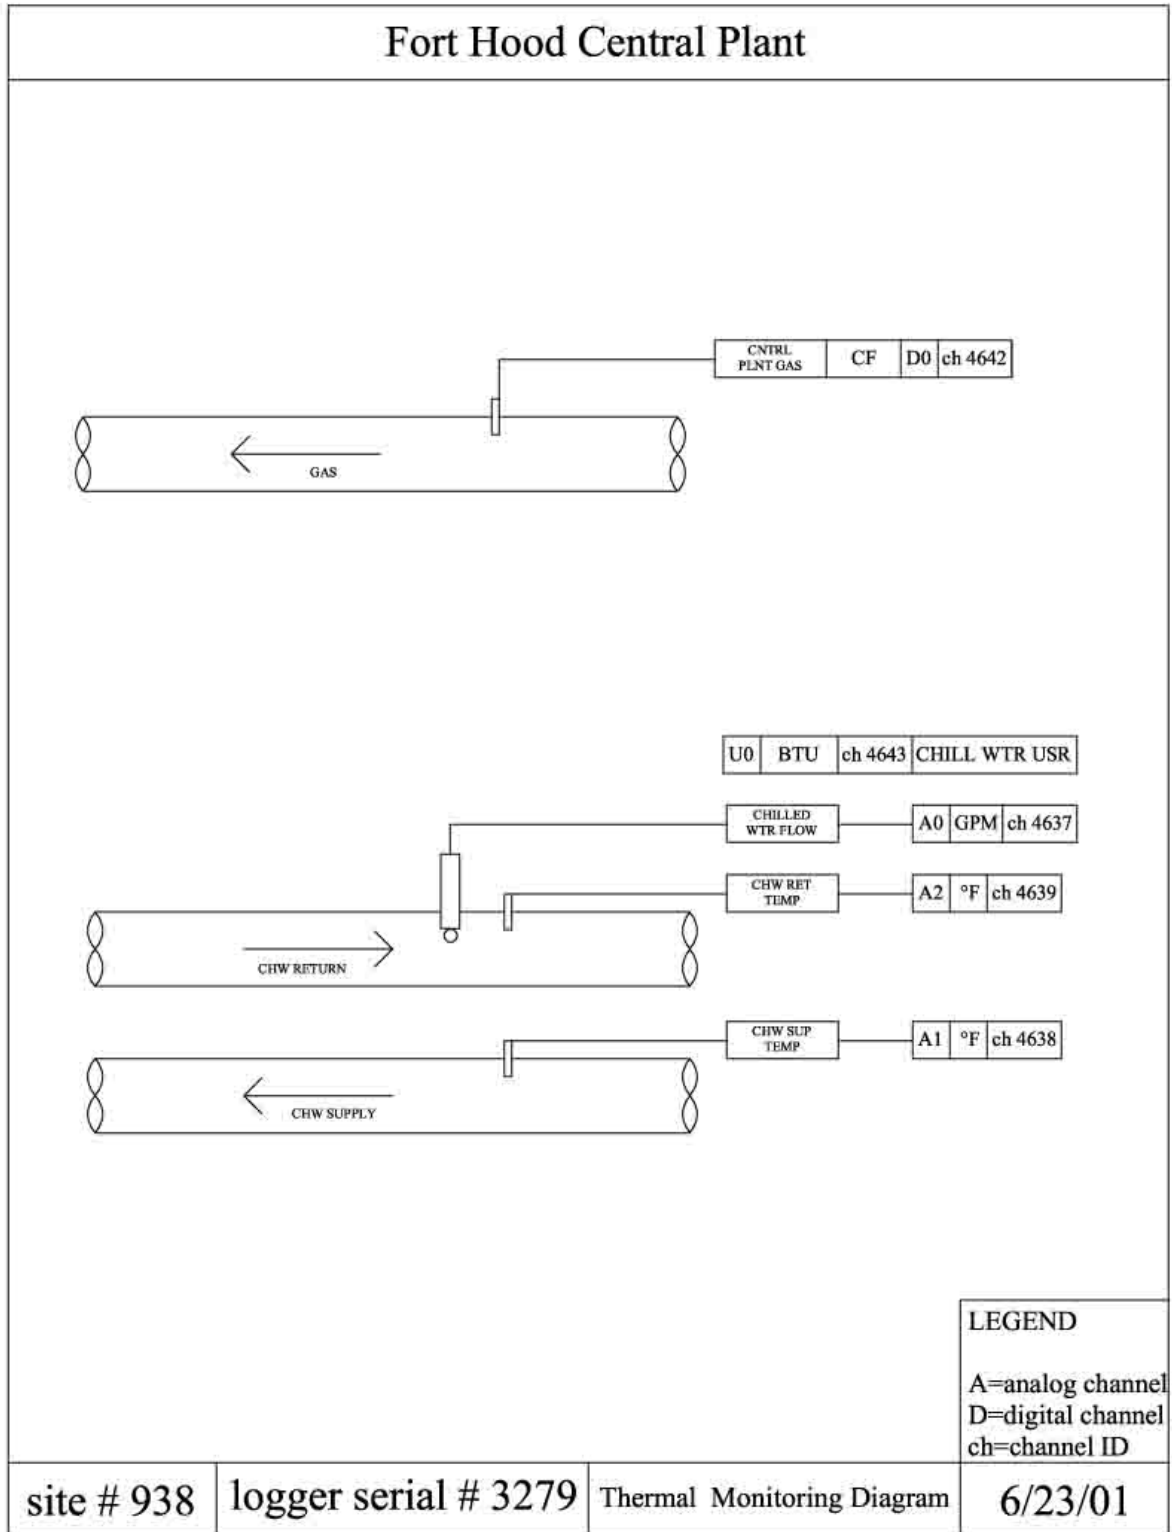 Fort Hood Central Plant
CNTRL
PLNT GAS
CF
D0
ch 4642
GAS
U0
BTU
ch 4643
CHILL WTR USR
CHILLED
WTR FLOW
A0
GPM
ch 4637
CHW RET
TEMP
A2
°F
ch 4639
CHW RETURN
CHW SUP
TEMP
A1
°F
ch 4638
CHW SUPPLY
LEGEND
A=analog channel
D=digital channel
ch=channel ID
site # 938
logger serial # 3279
Thermal Monitoring Diagram
6/23/01